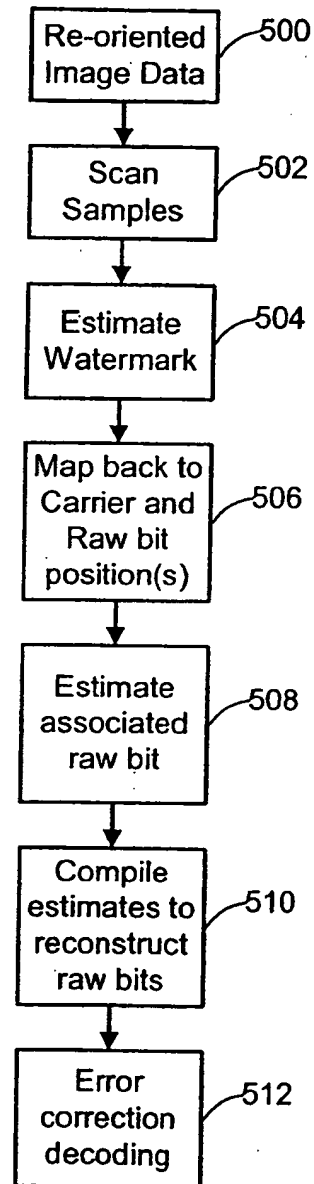 Re-oriented
Image Data
500
Scan
Samples
502
Estimate
Watermark
504
Map back to
Carrier and
Raw bit
position(s)
506
Estimate
associated
raw bit
508
Compile
estimates to
reconstruct
raw bits
510
Error
correction
decoding
512